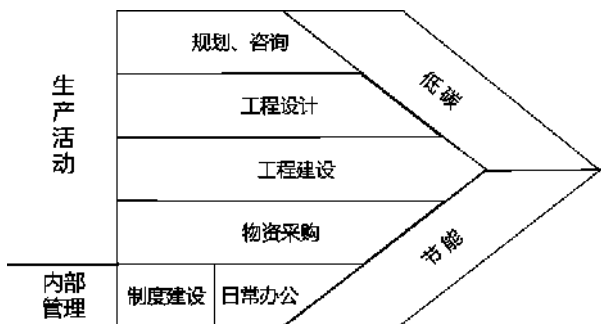 生产活动
规划、咨询
工程设计
工程建设
物资采购
低碳
节能
内部
管理
制度建设
日常办公